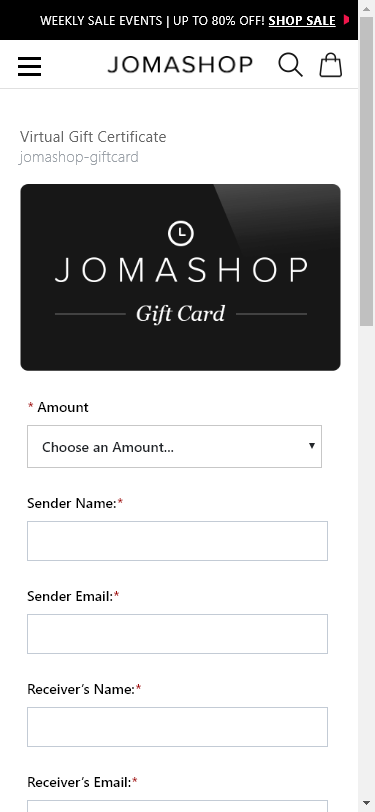 WEEKLY SALE EVENTS | UP TO 80% OFF! SHOP SALE
JOMASHOP
Virtual Gift Certificate
jomashop-giftcard
JOMASHOP
Gift Card
* Amount
Choose an Amount...
Sender Name:*
Sender Email:*
Receiver's Name:*
Receiver's Email:*